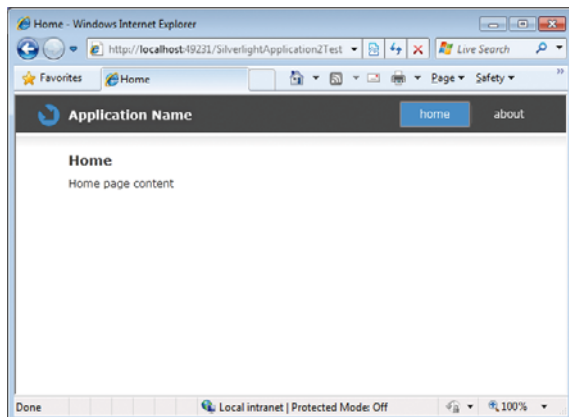 Home - Windows Internet Explorer
http://localhost:49231/SilverlightApplication2Test
Live Search
Favorites
Home
Page
Safety
»
Application Name
home
about
Home
Home page content
Done
Local intranet | Protected Mode: Off
100%